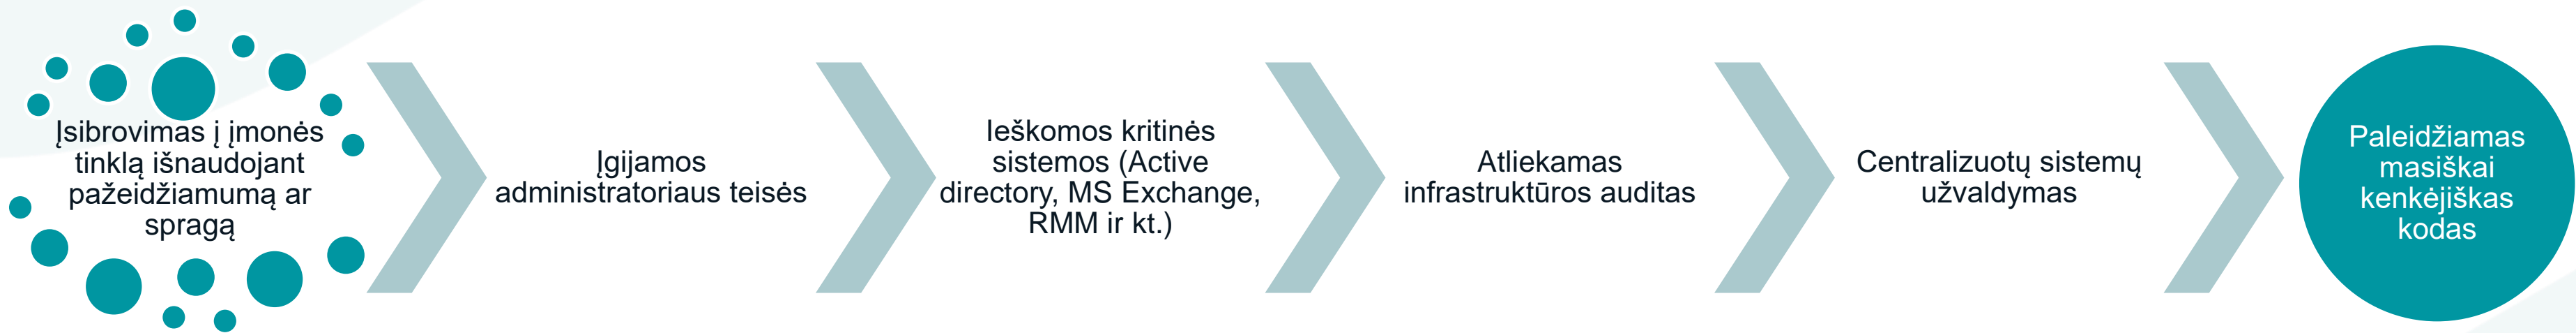 Įsibrovimas į įmonės
tinklą išnaudojant
pažeidžiamumą ar
spragą
Įgijamos
administratoriaus teisės
Ieškomos kritinės
sistemos (Active
directory, MS Exchange,
RMM ir kt.)
Atliekamas
infrastruktūros auditas
Centralizuotų sistemų
užvaldymas
Paleidžiamas
masiškai
kenkėjiškas
kodas